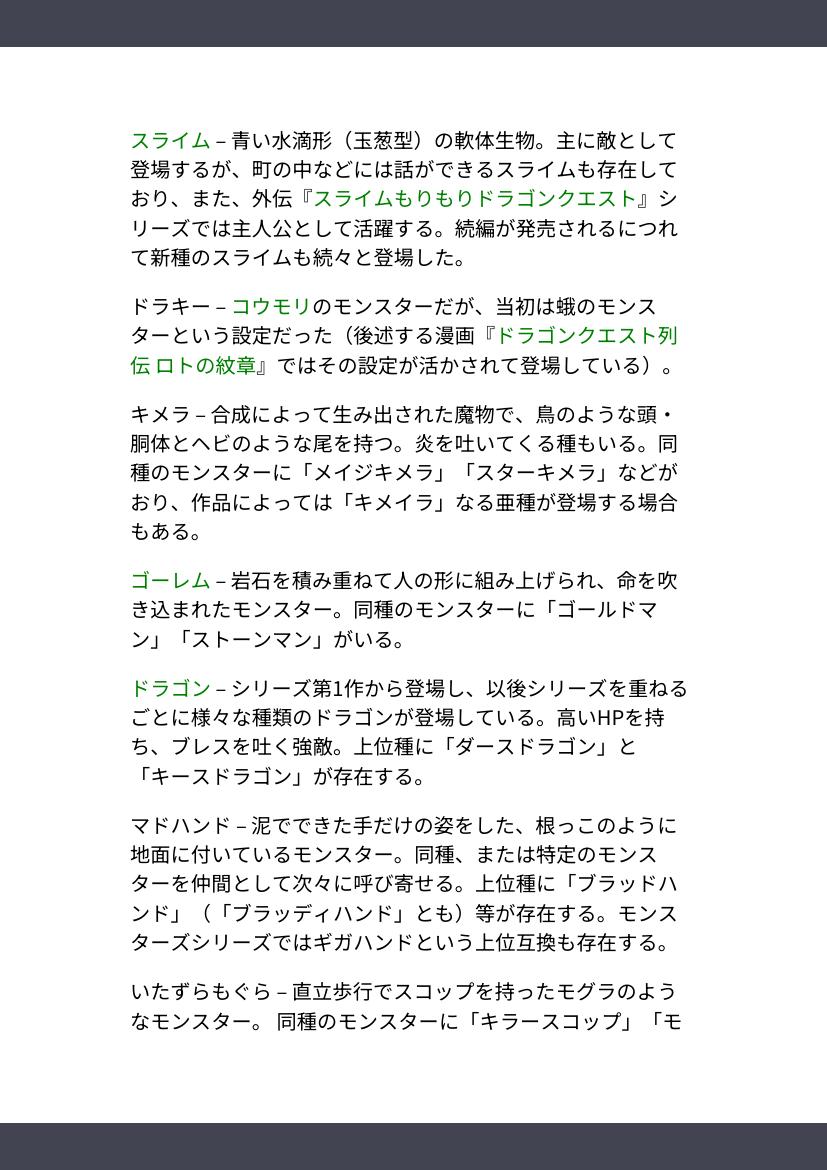 スライム – 青い水滴形（玉葱型）の軟体生物。主に敵として
登場するが、町の中などには話ができるスライムも存在して
おり、また、外伝『スライムもりもりドラゴンクエスト』シ
リーズでは主人公として活躍する。続編が発売されるにつれ
て新種のスライムも続々と登場した。
ドラキー – コウモリのモンスターだが、当初は蛾のモンス
ターという設定だった（後述する漫画『ドラゴンクエスト列
伝 ロトの紋章』ではその設定が活かされて登場している）。
キメラ – 合成によって生み出された魔物で、鳥のような頭・
胴体とヘビのような尾を持つ。炎を吐いてくる種もいる。同
種のモンスターに「メイジキメラ」「スターキメラ」などが
おり、作品によっては「キメイラ」なる亜種が登場する場合
もある。
ゴーレム – 岩石を積み重ねて人の形に組み上げられ、命を吹
き込まれたモンスター。同種のモンスターに「ゴールドマ
ン」「ストーンマン」がいる。
ドラゴン – シリーズ第1作から登場し、以後シリーズを重ねる
ごとに様々な種類のドラゴンが登場している。高いHPを持
ち、ブレスを吐く強敵。上位種に「ダースドラゴン」と
「キースドラゴン」が存在する。
マドハンド – 泥でできた手だけの姿をした、根っこのように
地面に付いているモンスター。同種、または特定のモンス
ターを仲間として次々に呼び寄せる。上位種に「ブラッドハ
ンド」（「ブラッディハンド」とも）等が存在する。モンス
ターズシリーズではギガハンドという上位互換も存在する。
いたずらもぐら – 直立歩行でスコップを持ったモグラのよう
なモンスター。 同種のモンスターに「キラースコップ」「モ